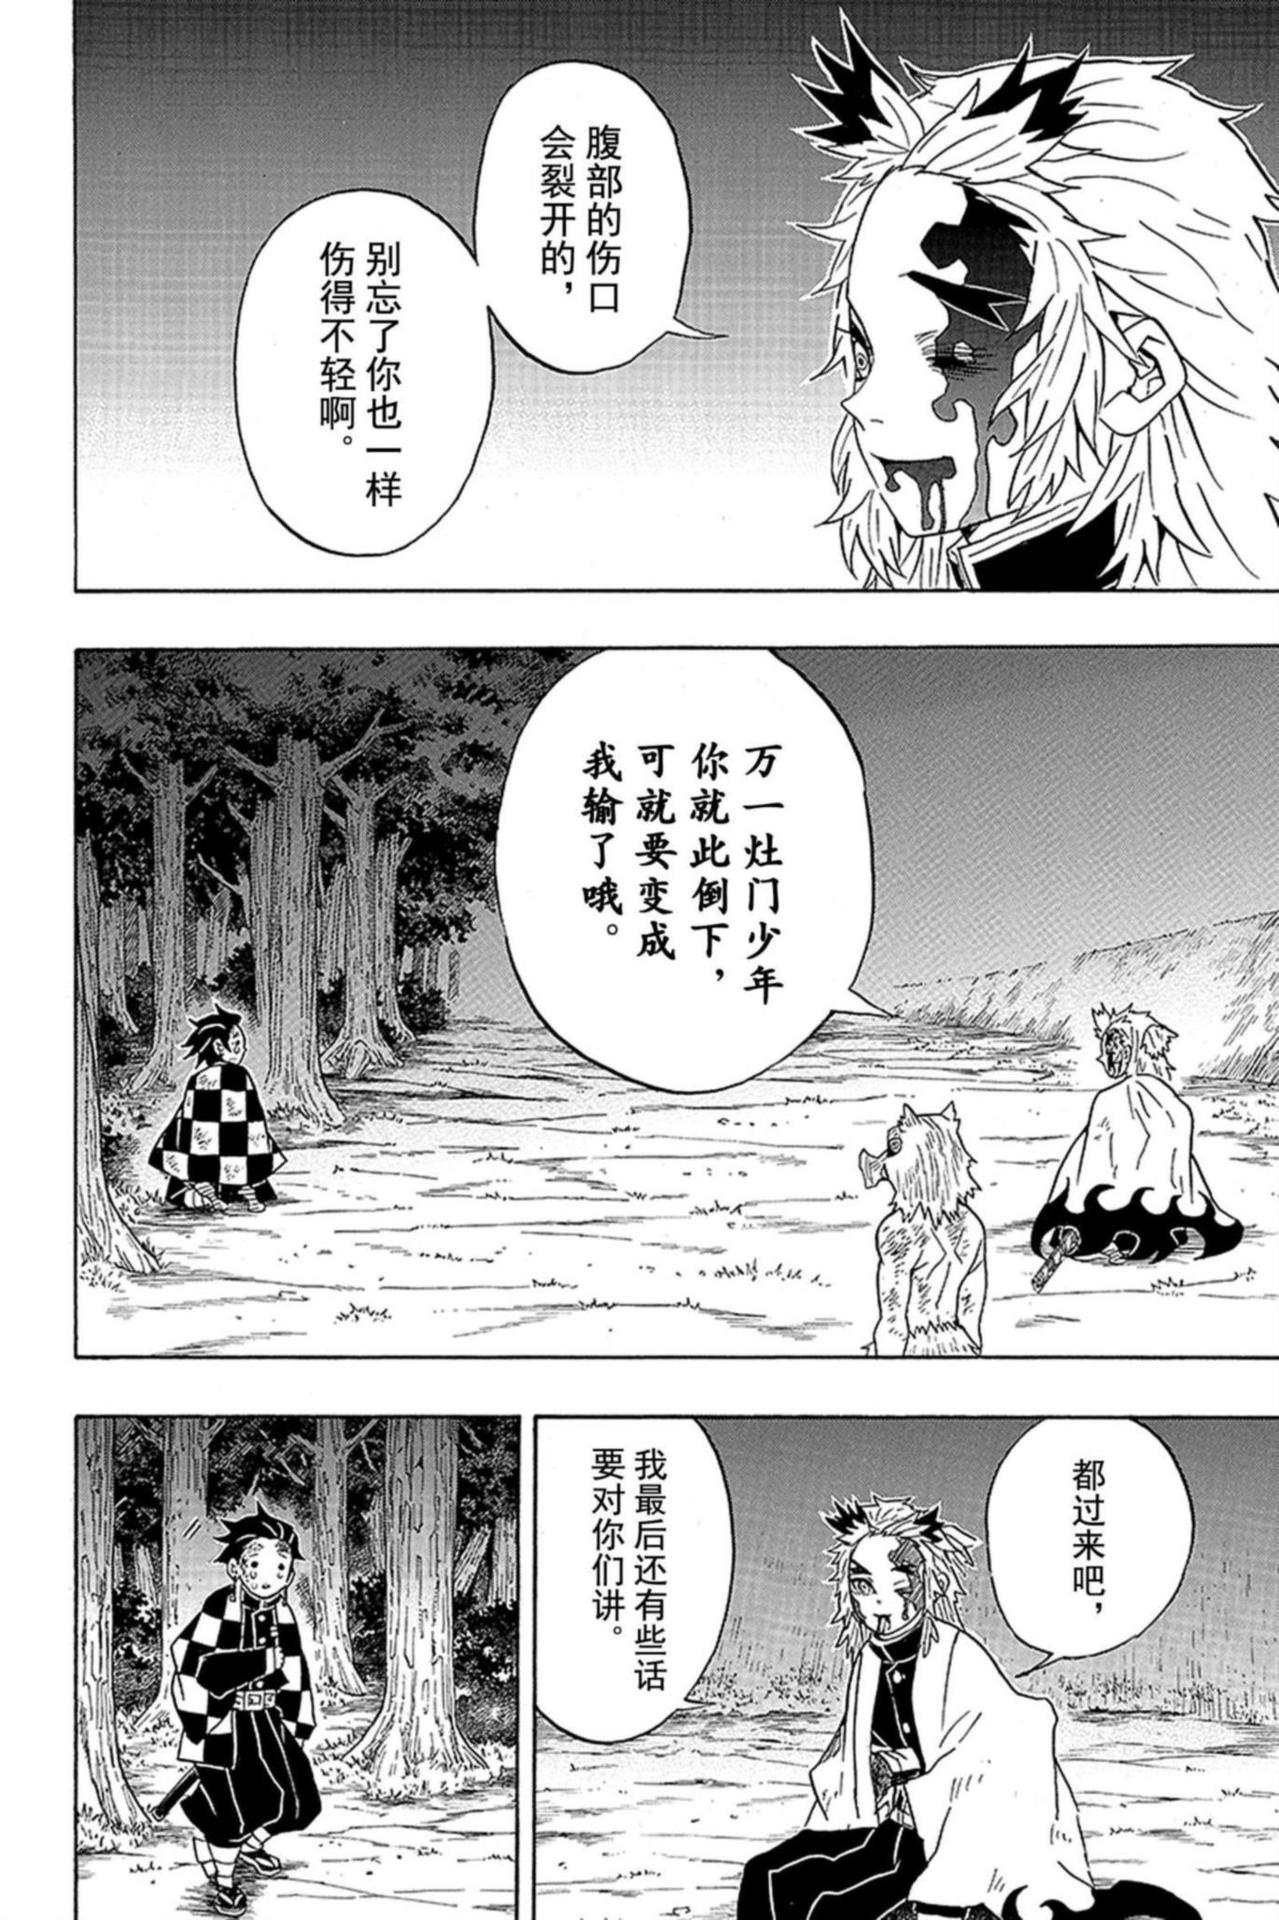 腹部的伤口
会裂开的，
别忘了你也一样
伤得不轻啊。
万一灶门少年
你就此倒下，
可就要变成
我输了哦。
都过来吧，
我最后还有些话
要对你们讲。